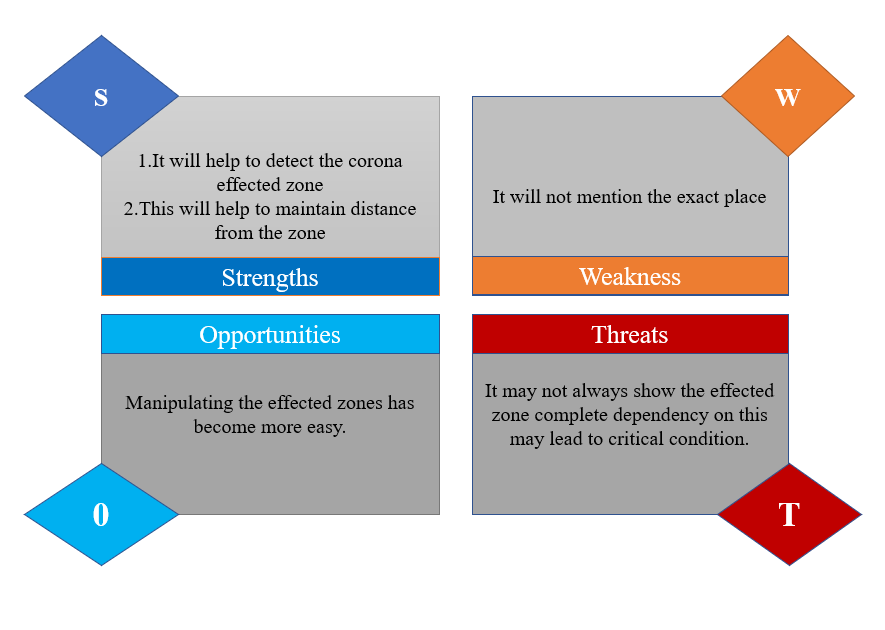 S
1.It will help to detect the corona
effected zone
2.This will help to maintain distance
from the zone
Strengths
W
It will not mention the exact place
Weakness
Opportunities
Manipulating the effected zones has
become more easy.
0
Threats
It may not always show the effected
zone complete dependency on this
may lead to critical condition.
T